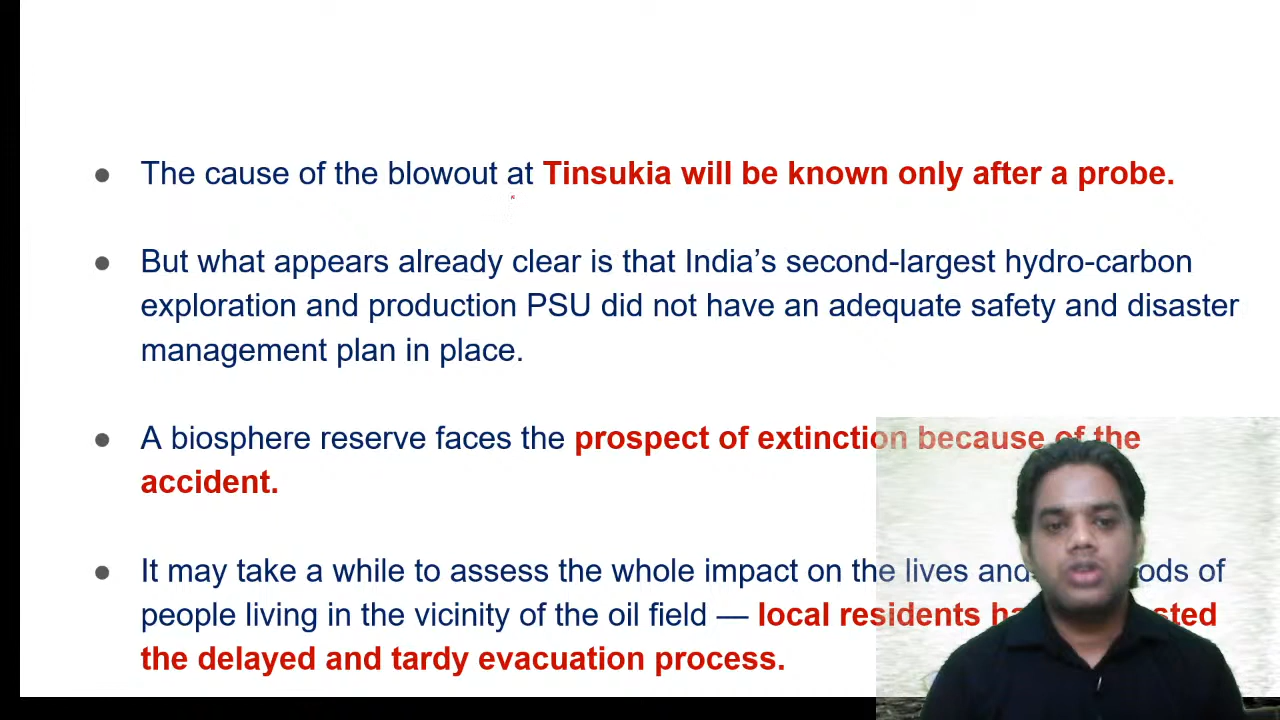 ● The cause of the blowout at Tinsukia will be known only after a probe.
● But what appears already clear is that India’s second-largest hydro-carbon
exploration and production PSU did not have an adequate safety and disaster
management plan in place.
● A biosphere reserve faces the prospect of extinction because of the
accident.
● It may take a while to assess the whole impact on the lives and of
people living in the vicinity of the oil field — local residents
the delayed and tardy evacuation process.